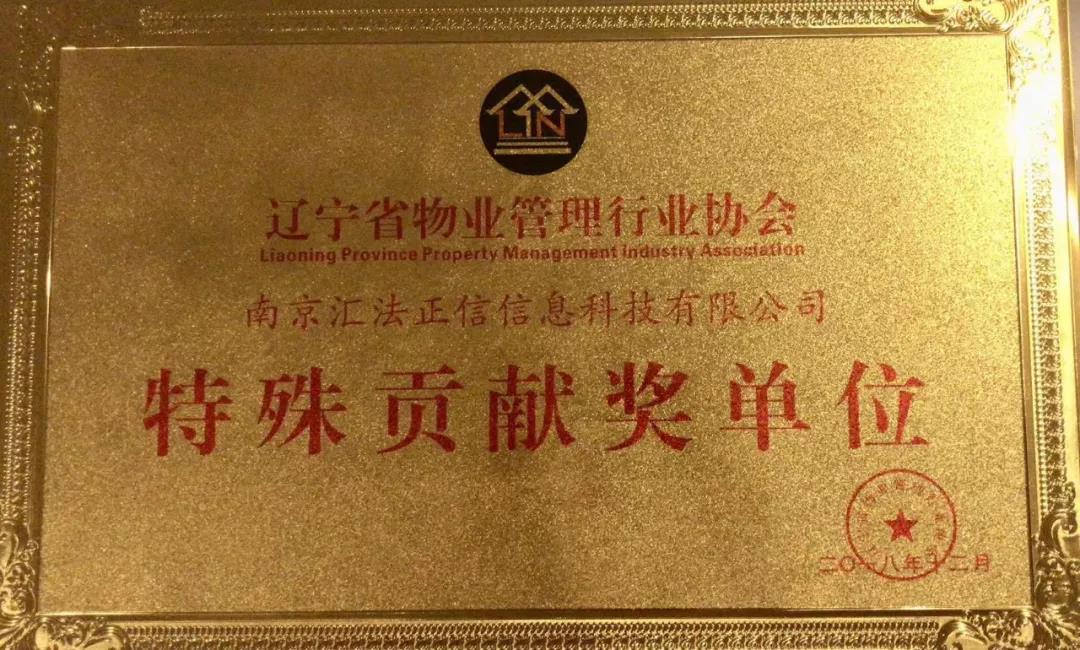 LN
辽宁省物业管理行业协会
Liaoning Province Property Management Industry Association
南京汇法正信信息科技有限公司
特殊贡献奖单位
二〇一八年十二月